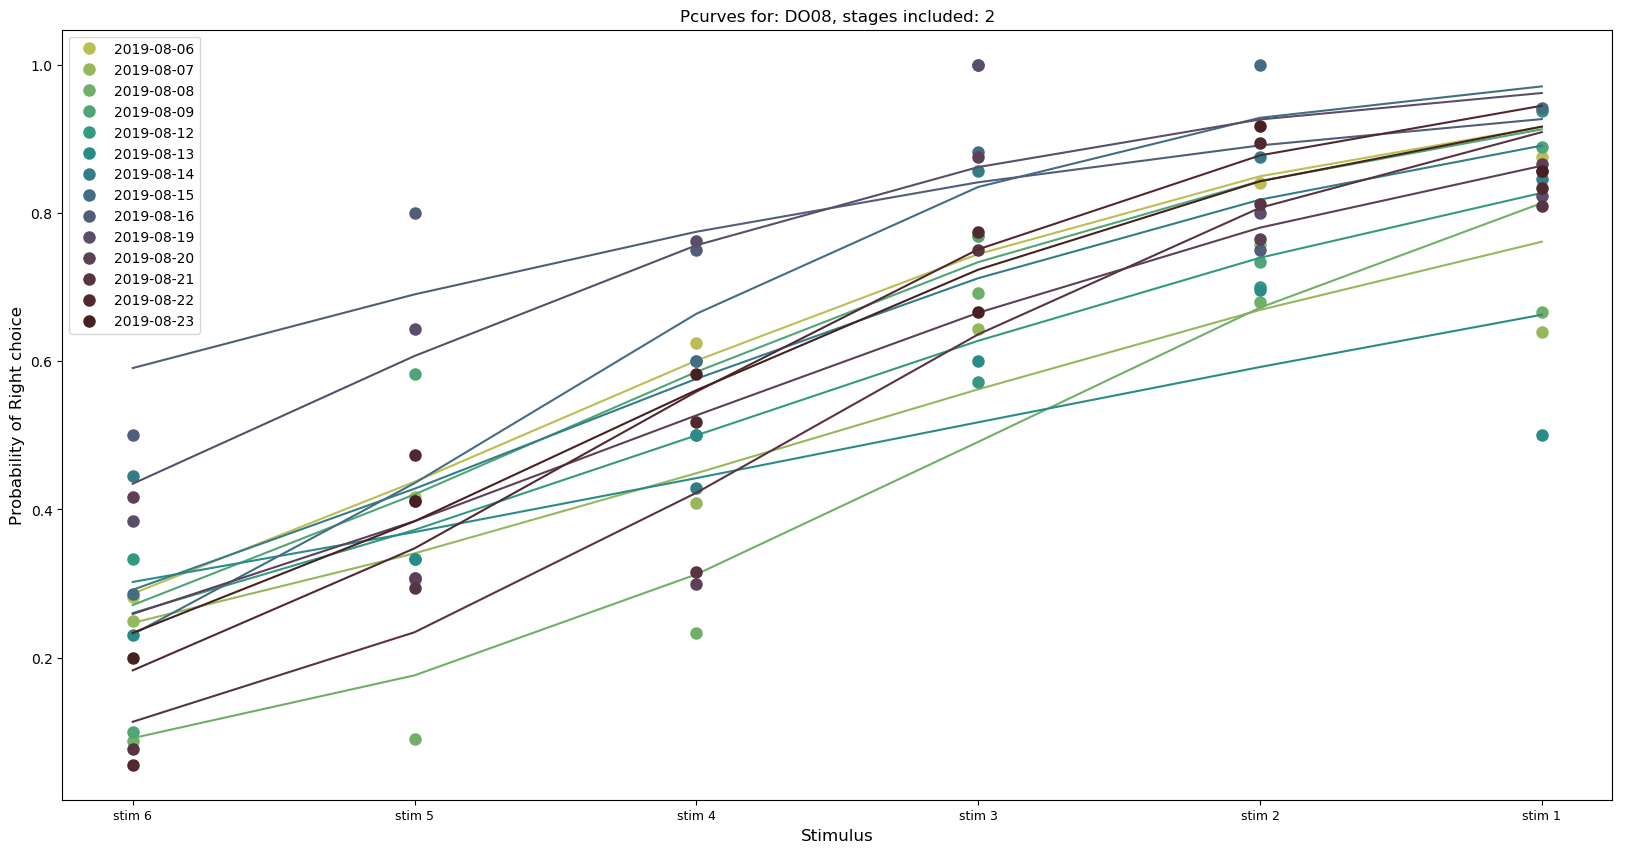 Pcurves for: DO08, stages included: 2
2019-08-06
2019-08-07
2019-08-08
2019-08-09
2019-08-12
2019-08-13
2019-08-14
2019-08-15
2019-08-16
2019-08-19
2019-08-20
2019-08-21
2019-08-22
2019-08-23
Probability of Right choice
1.0
0.8
0.6
0.4
0.2
stim 6
stim 5
stim 4
stim 3
stim 2
stim 1
Stimulus